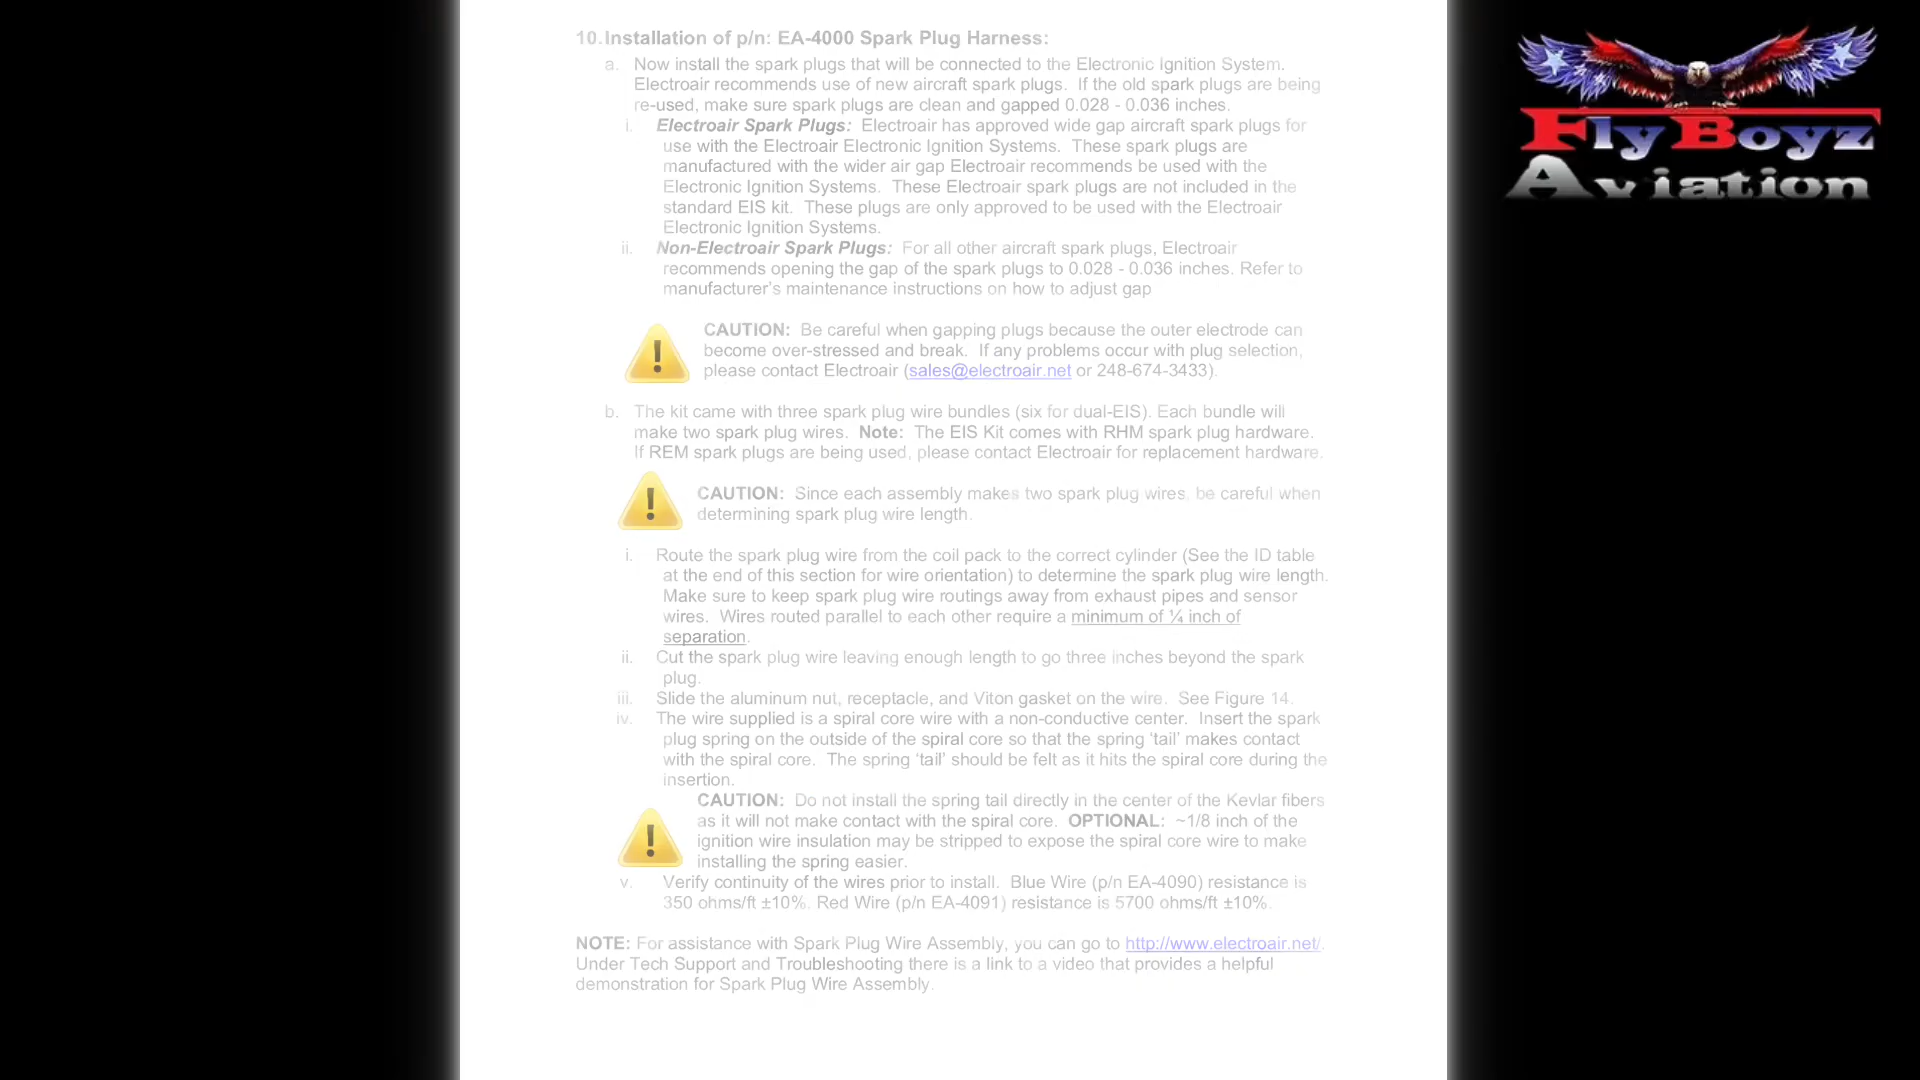 10. Installation of p/n: EA-4000 Spark Plug Harness:
a. Now install the spark plugs that will be connected to the Electronic Ignition System.
Electroair recommends use of new aircraft spark plugs. If the old spark plugs are being
re-used, make sure spark plugs are clean and gapped 0.028 - 0.036 inches.
i. Electroair Spark Plugs: Electroair has approved wide gap aircraft spark plugs for
use with the Electroair Electronic Ignition Systems. These spark plugs are
manufactured with the wider air gap Electroair recommends be used with the
Electronic Ignition Systems. These Electroair spark plugs are not included in the
standard EIS kit. These plugs are only approved to be used with the Electroair
Electronic Ignition Systems.
ii. Non-Electroair Spark Plugs: For all other aircraft spark plugs, Electroair
recommends opening the gap of the spark plugs to 0.028 - 0.036 inches. Refer to
manufacturer's maintenance instructions on how to adjust gap
CAUTION: Be careful when gapping plugs because the outer electrode can
become over-stressed and break. If any problems occur with plug selection,
please contact Electroair (sales@electroair.net or 248-674-3433).
b. The kit came with three spark plug wire bundles (six for dual-EIS). Each bundle will
make two spark plug wires. Note: The EIS Kit comes with RHM spark plug hardware.
If REM spark plugs are being used, please contact Electroair for replacement hardware.
CAUTION: Since each assembly makes two spark plug wires, be careful when
determining spark plug wire length.
i. Route the spark plug wire from the coil pack to the correct cylinder (See the ID table
at the end of this section for wire orientation) to determine the spark plug wire length.
Make sure to keep spark plug wire routings away from exhaust pipes and sensor
wires. Wires routed parallel to each other require a minimum of ¼ inch of
separation.
ii. Cut the spark plug wire leaving enough length to go three inches beyond the spark
plug.
iii. Slide the aluminum nut, receptacle, and Viton gasket on the wire. See Figure 14.
iv. The wire supplied is a spiral core wire with a non-conductive center. Insert the spark
plug spring on the outside of the spiral core so that the spring 'tail' makes contact
with the spiral core. The spring 'tail' should be felt as it hits the spiral core during the
insertion.
CAUTION: Do not install the spring tail directly in the center of the Kevlar fibers
as it will not make contact with the spiral core. OPTIONAL: ~1/8 inch of the
ignition wire insulation may be stripped to expose the spiral core wire to make
installing the spring easier.
v. Verify continuity of the wires prior to install. Blue Wire (p/n EA-4090) resistance is
350 ohms/ft ±10%. Red Wire (p/n EA-4091) resistance is 5700 ohms/ft ±10%.
NOTE: For assistance with Spark Plug Wire Assembly, you can go to http://www.electroair.net/.
Under Tech Support and Troubleshooting there is a link to a video that provides a helpful
demonstration for Spark Plug Wire Assembly.
FlyBoyz
Aviation